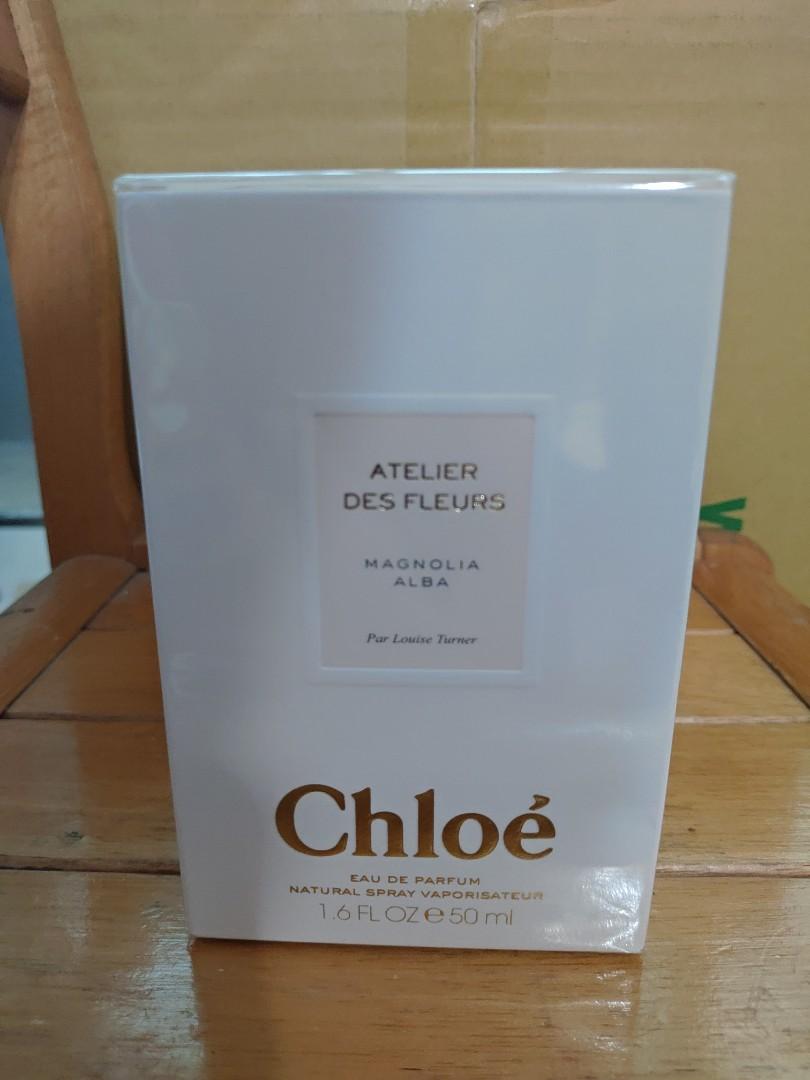 ATELIER
DES FLEURS
MAGNOLIA
ALBA
Par Louise Turner
Chloé
EAU DE PARFUM
NATURAL SPRAY VAPORISATEUR
1.6 FL OZ ℮ 50 ml